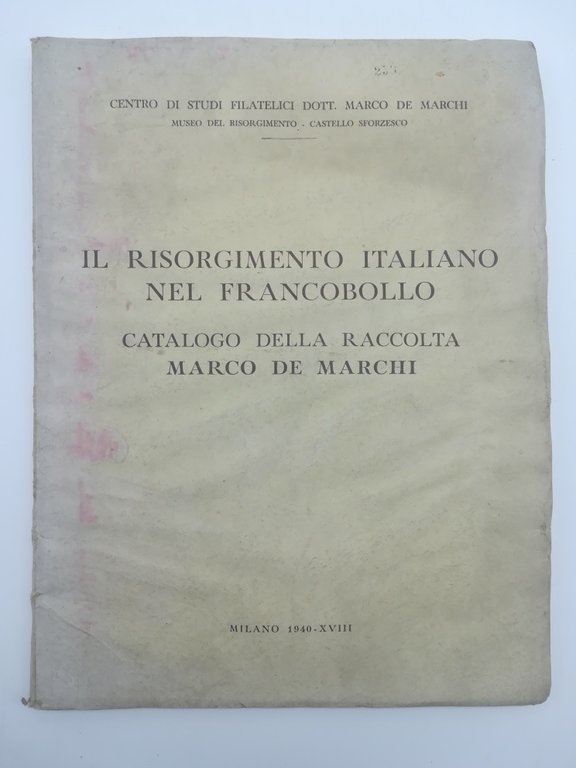 CENTRO DI STUDI FILATELICI DOTT. MARCO DE MARCHI
MUSEO DEL RISORGIMENTO - CASTELLO SFORZESCO
IL RISORGIMENTO ITALIANO
NEL FRANCOBOLLO
CATALOGO DELLA RACCOLTA
MARCO DE MARCHI
MILANO 1940-XVIII